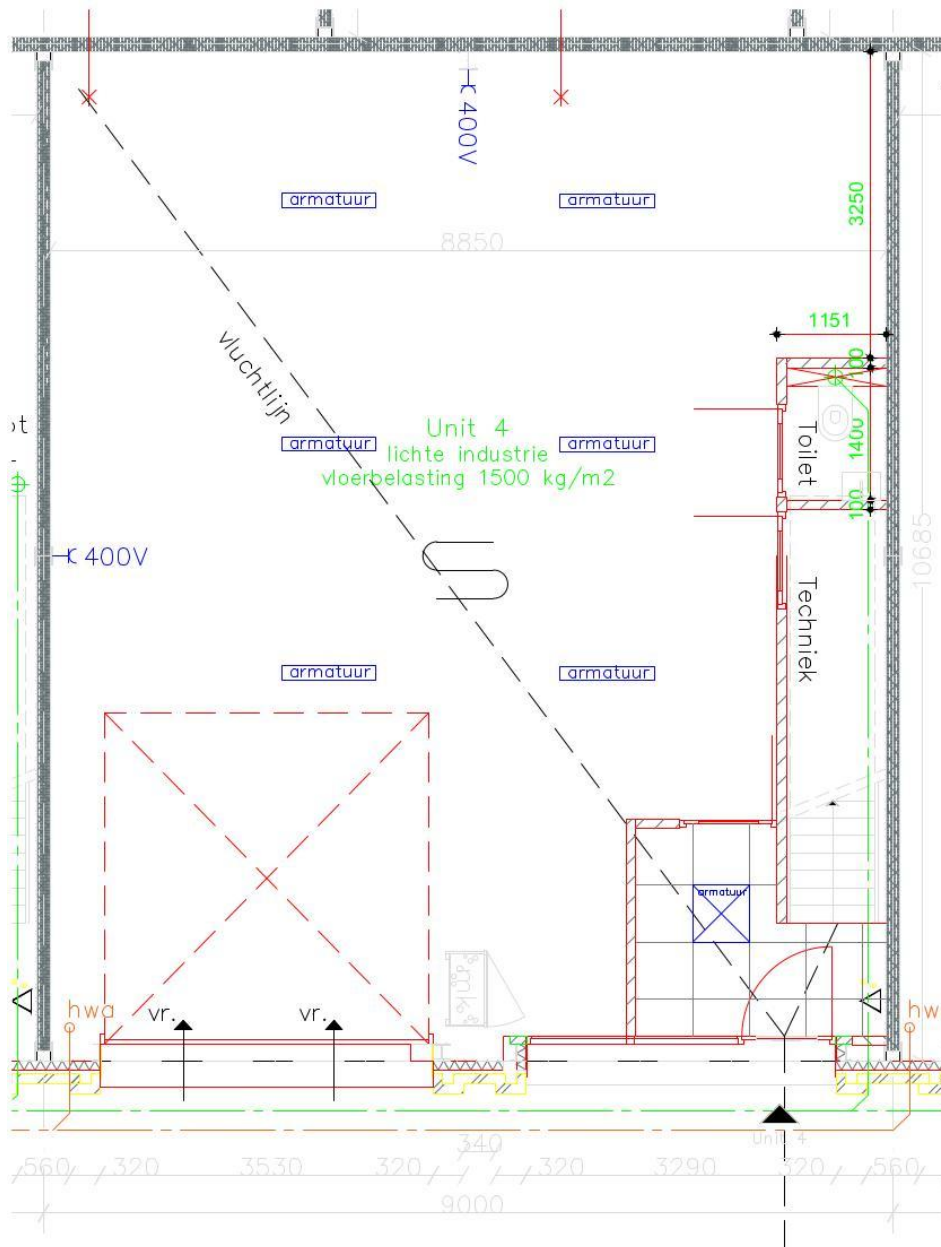 400V
armatuur
armatuur
3250
8850
1151
vluchtlijn
100
Unit 4
armatuur
lichte industrie
armatuur
vloerbelasting 1500 kg/m2
Toilet
1400
100
400V
10685
Techniek
armatuur
armatuur
armatuur
mk
hwa
vr.
vr.
hw
Unit 4
340
560
320
3530
320
320
3290
320
560
9000